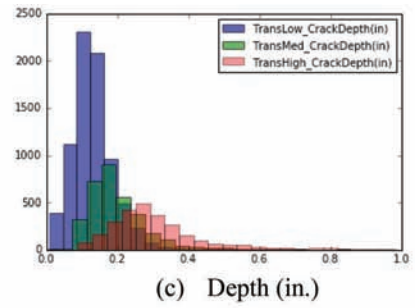 2500
2000
1500
1000
500
0
0.0 0.2 0.4 0.6 0.8 1.0
TransLow_CrackDepth(in)
TransMed_CrackDepth(in)
TransHigh_CrackDepth(in)
(c) Depth (in.)